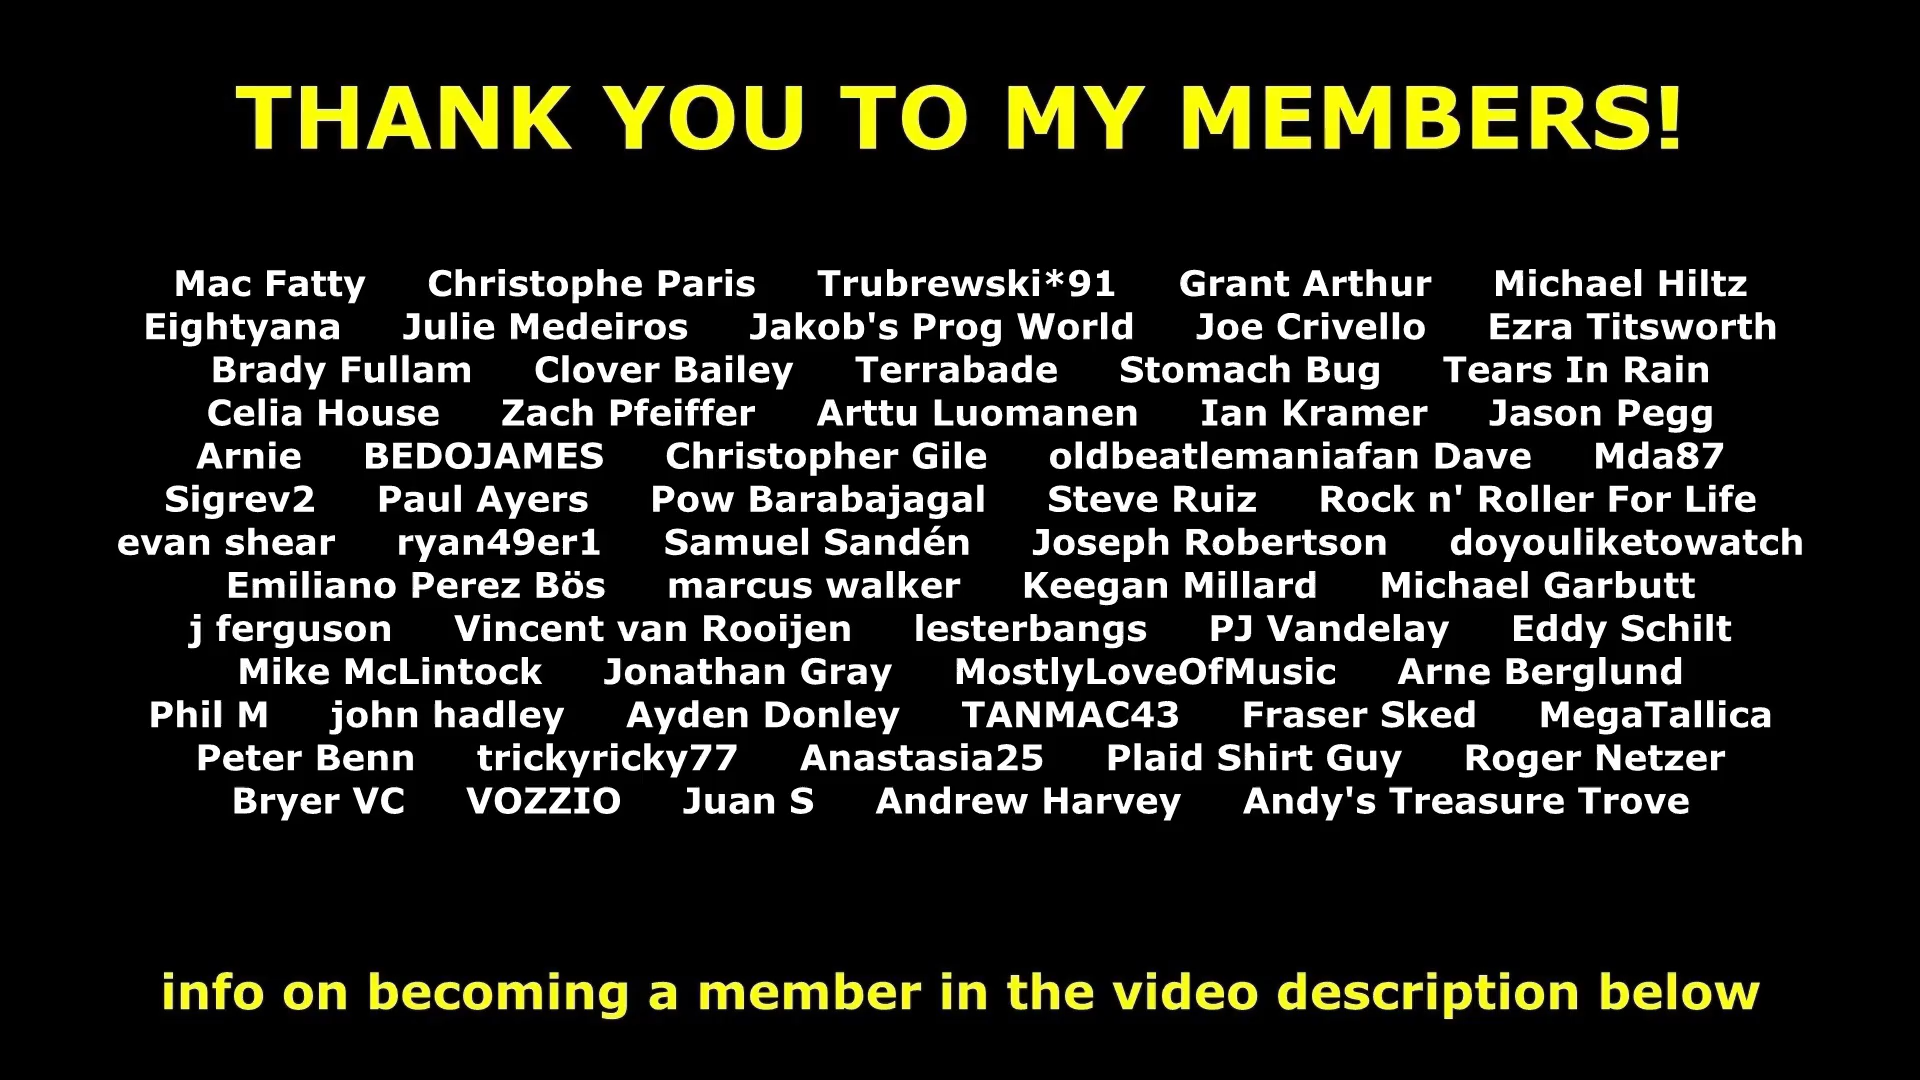 THANK YOU TO MY MEMBERS!
Mac Fatty Christophe Paris Trubrewski*91 Grant Arthur Michael Hiltz
Eightyana Julie Medeiros Jakob's Prog World Joe Crivello Ezra Titsworth
Brady Fullam Clover Bailey Terrabade Stomach Bug Tears In Rain
Celia House Zach Pfeiffer Arttu Luomanen Ian Kramer Jason Pegg
Arnie BEDOJAMES Christopher Gile oldbeatlemaniafan Dave Mda87
Sigrev2 Paul Ayers Pow Barabajagal Steve Ruiz Rock n' Roller For Life
evan shear ryan49er1 Samuel Sandén Joseph Robertson doyouliketowatch
Emiliano Perez Bös marcus walker Keegan Millard Michael Garbutt
j ferguson Vincent van Rooijen lesterbangs PJ Vandelay Eddy Schilt
Mike McLintock Jonathan Gray MostlyLoveOfMusic Arne Berglund
Phil M john hadley Ayden Donley TANMAC43 Fraser Sked MegaTallica
Peter Benn trickyricky77 Anastasia25 Plaid Shirt Guy Roger Netzer
Bryer VC VOZZIO Juan S Andrew Harvey Andy's Treasure Trove
info on becoming a member in the video description below